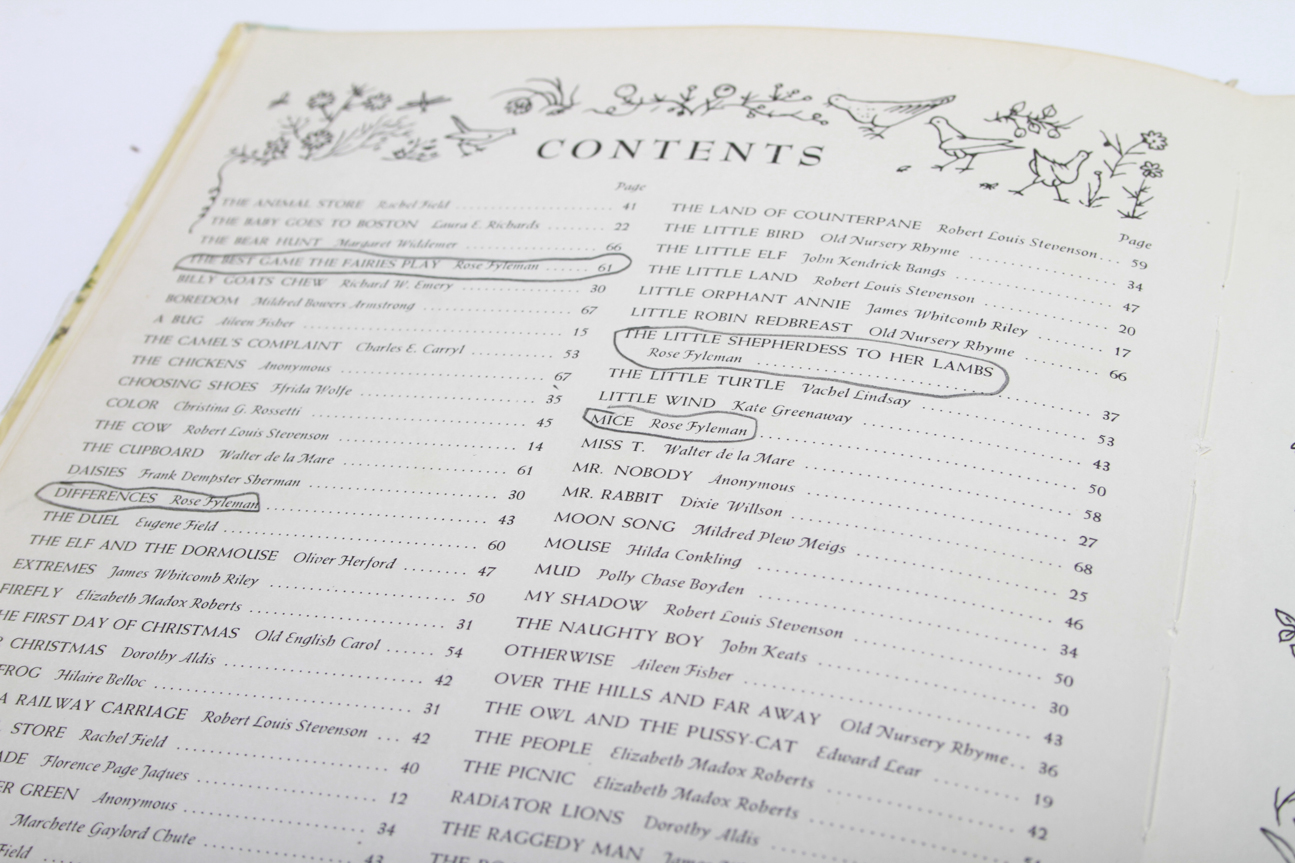 CONTENTS
Page
THE ANIMAL STORE Rachel Field ........ 41
THE BABY GOES TO BOSTON Laura E. Richards ........ 22
THE BEAR HUNT Margaret Widdemer ........ 66
THE BEST GAME THE FAIRIES PLAY Rose Fyleman ...... 61
BILLY GOATS CHEW Richard W. Emery ........ 30
BOREDOM Mildred Bowers Armstrong ........ 67
A BUG Aileen Fisher ........ 15
THE CAMEL'S COMPLAINT Charles E. Carryl ........ 53
THE CHICKENS Anonymous ........ 67
CHOOSING SHOES Ffrida Wolfe ........ 35
COLOR Christina G. Rossetti ........ 45
THE COW Robert Louis Stevenson ........ 14
THE CUPBOARD Walter de la Mare ........ 61
DAISIES Frank Dempster Sherman ........ 30
DIFFERENCES Rose Fyleman ........ 43
THE DUEL Eugene Field ........ 60
THE ELF AND THE DORMOUSE Oliver Herford ........ 47
EXTREMES James Whitcomb Riley ........ 50
FIREFLY Elizabeth Madox Roberts ........ 31
HE FIRST DAY OF CHRISTMAS Old English Carol ........ 54
CHRISTMAS Dorothy Aldis ........ 42
FROG Hilaire Belloc ........ 31
A RAILWAY CARRIAGE Robert Louis Stevenson ... 42
STORE Rachel Field ........ 40
ADE Florence Page Jaques ........ 12
ER GREEN Anonymous ........ 34
Marchette Gaylord Chute ........ 43
Field ........
Page
THE LAND OF COUNTERPANE Robert Louis Stevenson... 59
THE LITTLE BIRD Old Nursery Rhyme ........ 34
THE LITTLE ELF John Kendrick Bangs ........ 47
THE LITTLE LAND Robert Louis Stevenson ........ 20
LITTLE ORPHANT ANNIE James Whitcomb Riley ........ 17
LITTLE ROBIN REDBREAST Old Nursery Rhyme ........ 66
THE LITTLE SHEPHERDESS TO HER LAMBS
Rose Fyleman ........ 37
THE LITTLE TURTLE Vachel Lindsay ........ 53
LITTLE WIND Kate Greenaway ........ 43
MICE Rose Fyleman ........ 50
MISS T. Walter de la Mare ........ 58
MR. NOBODY Anonymous ........ 27
MR. RABBIT Dixie Willson ........ 68
MOON SONG Mildred Plew Meigs ........ 25
MOUSE Hilda Conkling ........ 46
MUD Polly Chase Boyden ........ 34
MY SHADOW Robert Louis Stevenson ........ 50
THE NAUGHTY BOY John Keats ........ 30
OTHERWISE Aileen Fisher ........ 43
OVER THE HILLS AND FAR AWAY Old Nursery Rhyme.. 36
THE OWL AND THE PUSSY-CAT Edward Lear ........ 19
THE PEOPLE Elizabeth Madox Roberts ........ 42
THE PICNIC Elizabeth Madox Roberts ........
RADIATOR LIONS Dorothy Aldis ........
THE RAGGEDY MAN